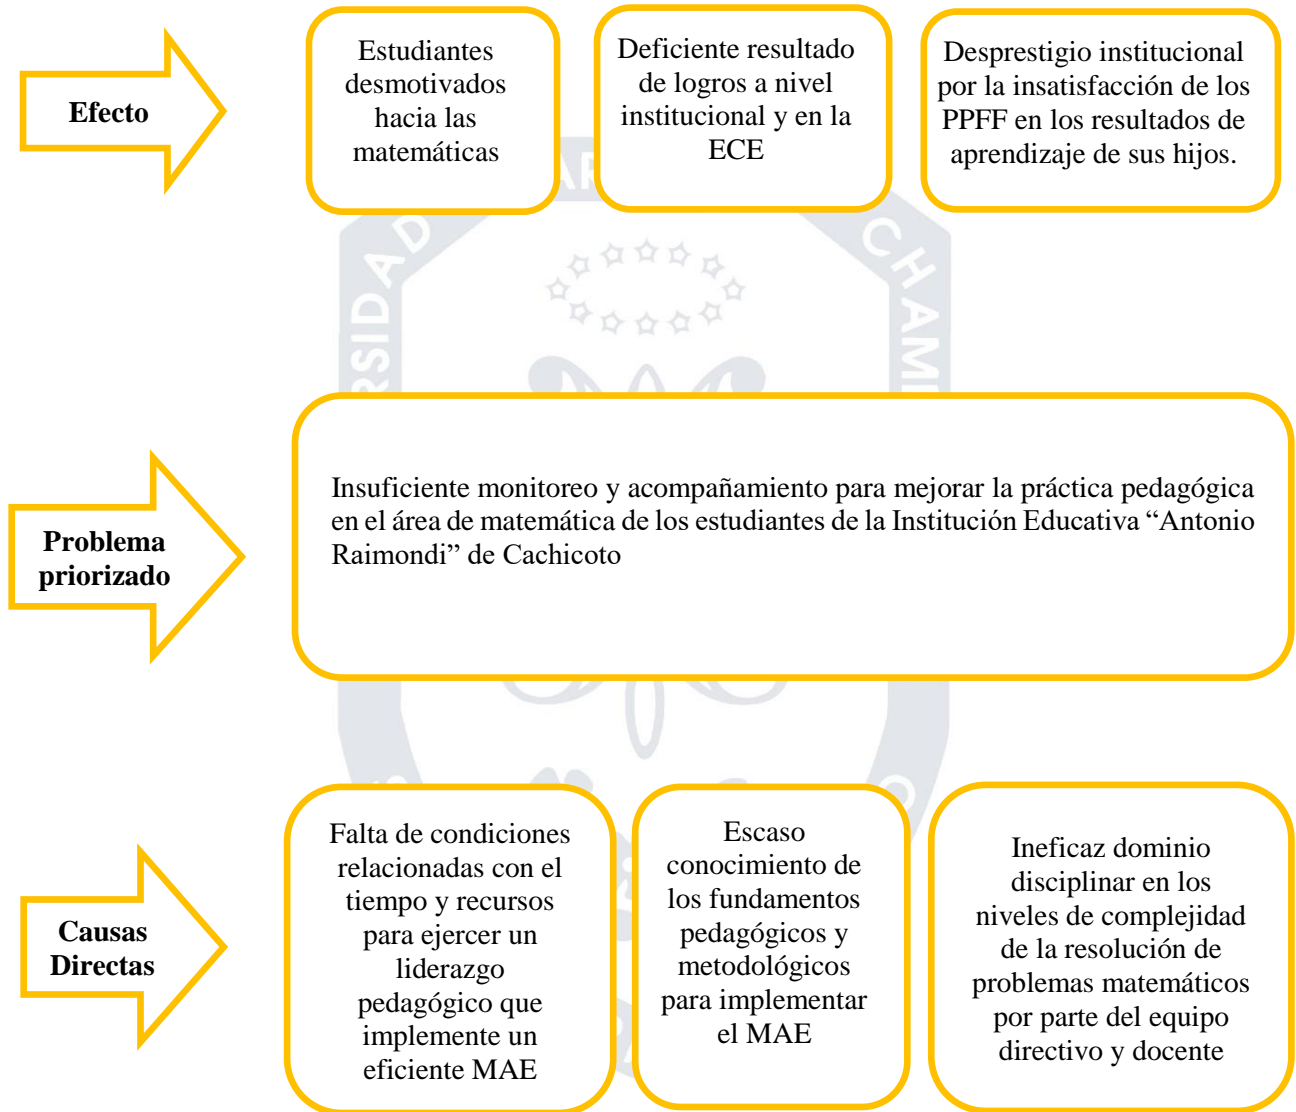 Efecto
Estudiantes
desmotivados
hacia las
matemáticas
Deficiente resultado
de logros a nivel
institucional y en la
ECE
Desprestigio institucional
por la insatisfacción de los
PPFF en los resultados de
aprendizaje de sus hijos.
Problema
priorizado
Insuficiente monitoreo y acompañamiento para mejorar la práctica pedagógica
en el área de matemática de los estudiantes de la Institución Educativa “Antonio
Raimondi” de Cachicoto
Causas
Directas
Falta de condiciones
relacionadas con el
tiempo y recursos
para ejercer un
liderazgo
pedagógico que
implemente un
eficiente MAE
Escaso
conocimiento de
los fundamentos
pedagógicos y
metodológicos
para implementar
el MAE
Ineficaz dominio
disciplinar en los
niveles de complejidad
de la resolución de
problemas matemáticos
por parte del equipo
directivo y docente